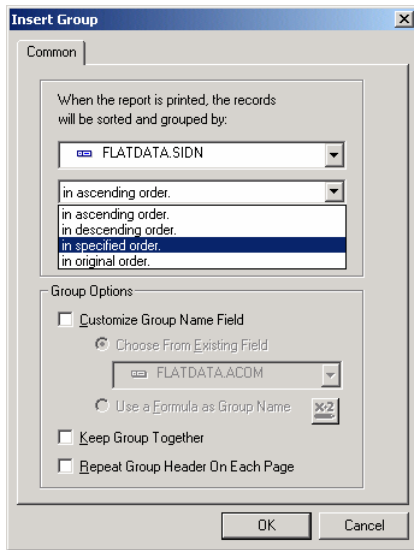 Insert Group
Common
When the report is printed, the records
will be sorted and grouped by:
FLATDATA.SIDN
in ascending order.
in ascending order.
in descending order.
in specified order.
in original order.
Group Options
Customize Group Name Field
Choose From Existing Field
FLATDATA.ACOM
Use a Formula as Group Name
X·2
Keep Group Together
Repeat Group Header On Each Page
OK Cancel